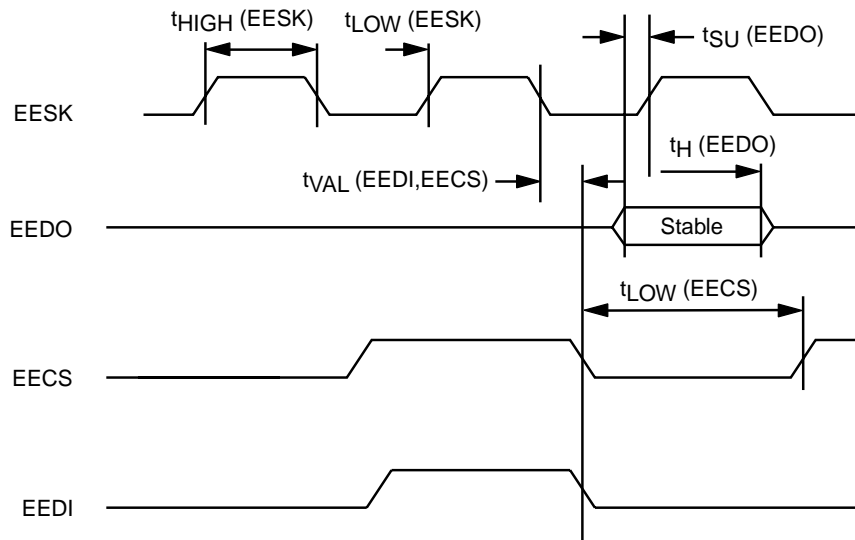 tHIGH (EESK)
tLOW (EESK)
tSU (EEDO)
EESK
tH (EEDO)
tVAL (EEDI,EECS)
EEDO
Stable
tLOW (EECS)
EECS
EEDI